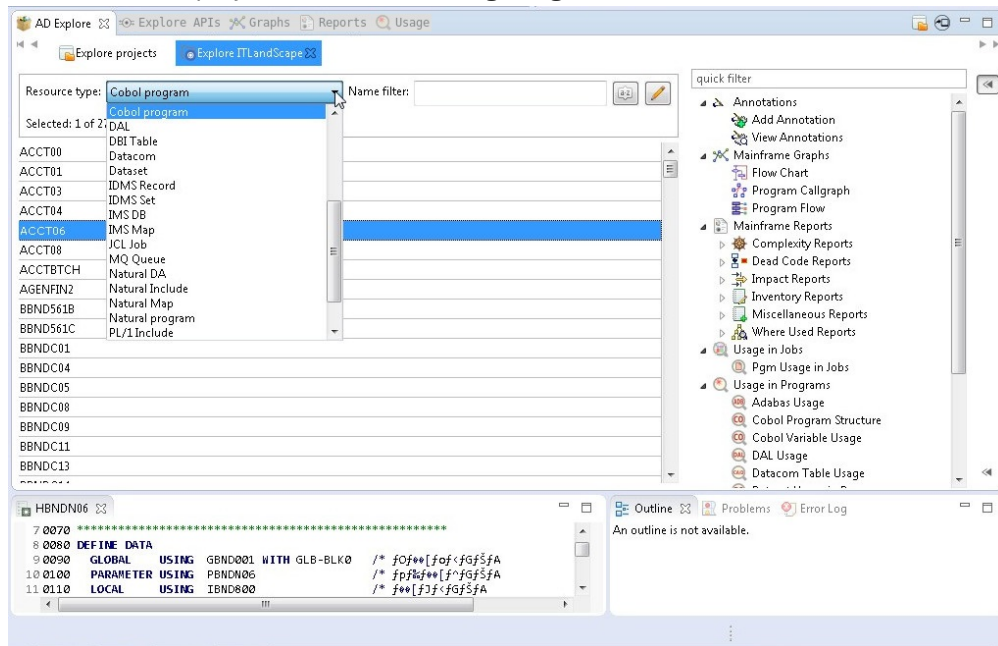 AD Explore Explore APIs Graphs Reports Usage
Explore projects Explore ITLandScape
Resource type: Cobol program Name filter:
Selected: 1 of
Cobol program
DAL
DBI Table
Datacom
Dataset
IDMS Record
IDMS Set
IMS DB
IMS Map
JCL Job
MQ Queue
Natural DA
Natural Include
Natural Map
Natural program
PL/1 Include
ACCT00
ACCT01
ACCT03
ACCT04
ACCT06
ACCT08
ACCTBTCH
AGENFIN2
BBND561B
BBND561C
BBNDC01
BBNDC04
BBNDC05
BBNDC08
BBNDC09
BBNDC11
BBNDC13
quick filter
Annotations
Add Annotation
View Annotations
Mainframe Graphs
Flow Chart
Program Callgraph
Program Flow
Mainframe Reports
Complexity Reports
Dead Code Reports
Impact Reports
Inventory Reports
Miscellaneous Reports
Where Used Reports
Usage in Jobs
Pgm Usage in Jobs
Usage in Programs
Adabas Usage
Cobol Program Structure
Cobol Variable Usage
DAL Usage
Datacom Table Usage
HBNDN06
7 0070 ******************************************************
8 0080 DEFINE DATA
9 0090 GLOBAL USING GBND001 WITH GLB-BLK0 /*
10 0100 PARAMETER USING PBNDN06 /*
11 0110 LOCAL USING IBND800 /*
Outline Problems Error Log
An outline is not available.